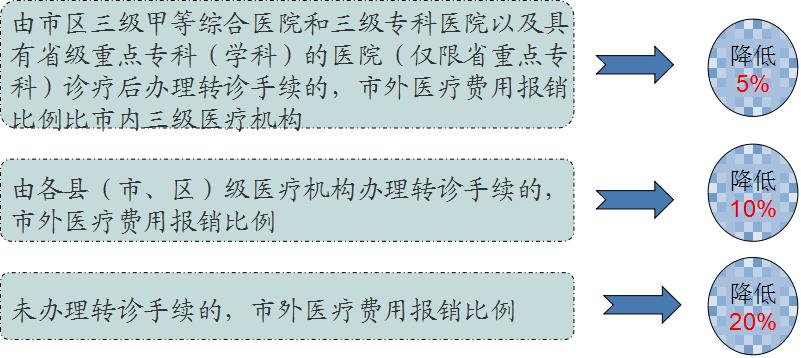 由市区三级甲等综合医院和三级专科医院以及具
有省级重点专科（学科）的医院（仅限省重点专
科）诊疗后办理转诊手续的，市外医疗费用报销
比例比市内三级医疗机构
降低
5%
由各县（市、区）级医疗机构办理转诊手续的，
市外医疗费用报销比例
降低
10%
未办理转诊手续的，市外医疗费用报销比例
降低
20%